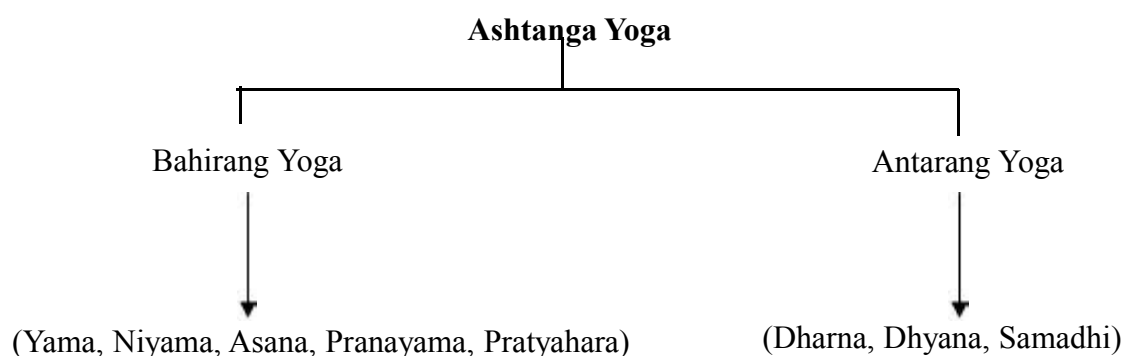 Ashtanga Yoga
Bahirang Yoga
Antarang Yoga
(Yama, Niyama, Asana, Pranayama, Pratyahara)
(Dharna, Dhyana, Samadhi)